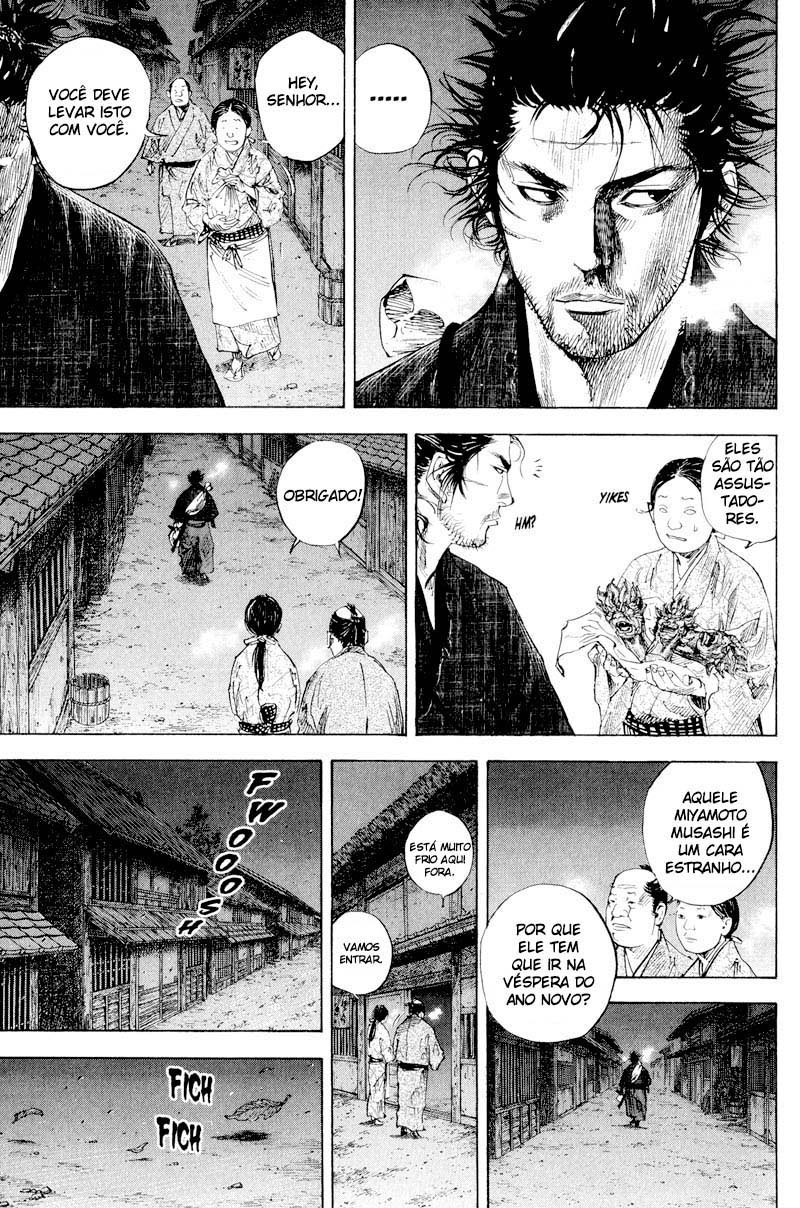 .....
HEY,
SENHOR...
VOCÊ DEVE
LEVAR ISTO
COM VOCÊ.
ELES
SÃO TÃO
ASSUS-
TADO-
RES.
YIKES
HM?
OBRIGADO!
AQUELE
MIYAMOTO
MUSASHI É
UM CARA
ESTRANHO...
POR QUE
ELE TEM
QUE IR NA
VÉSPERA DO
ANO NOVO?
ESTÁ MUITO
FRIO AQUI
FORA.
VAMOS
ENTRAR.
FWOOOSH
FICH
FICH